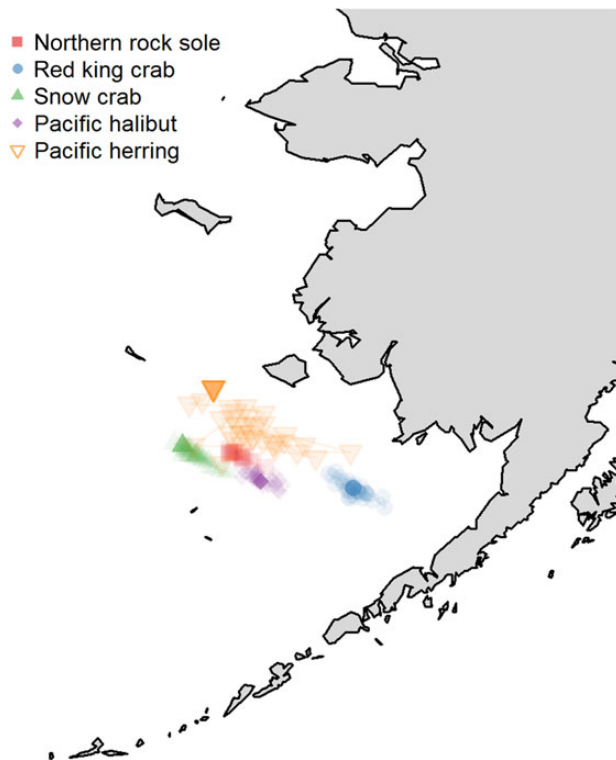 Northern rock sole
Red king crab
Snow crab
Pacific halibut
Pacific herring